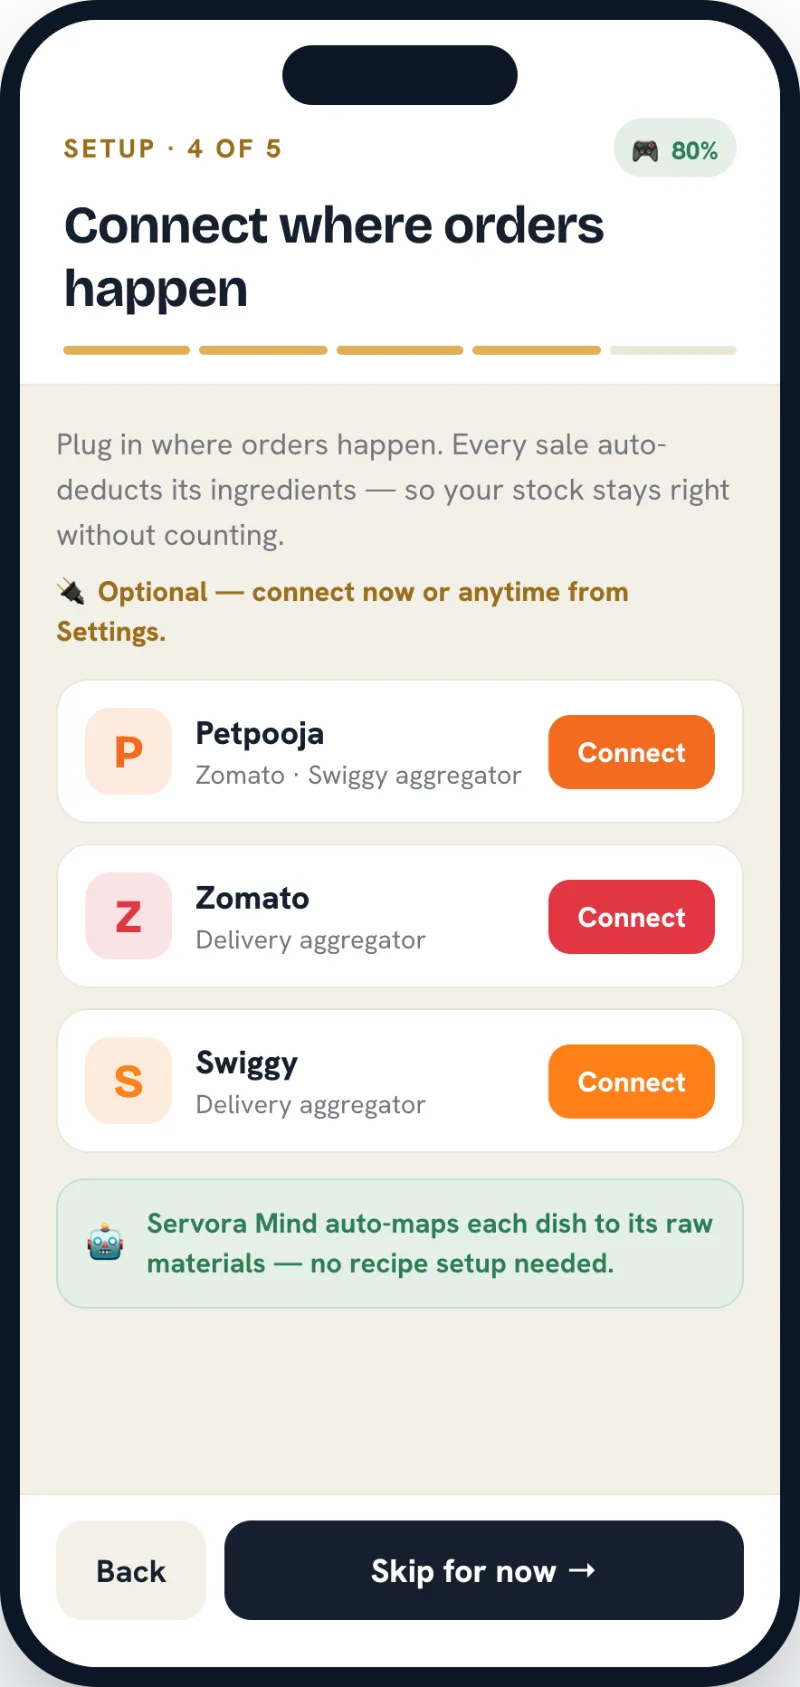 SETUP · 4 OF 5
🎮 80%
Connect where orders
happen
Plug in where orders happen. Every sale auto-
deducts its ingredients — so your stock stays right
without counting.
🔌 Optional — connect now or anytime from
Settings.
P
Petpooja
Zomato · Swiggy aggregator
Connect
Z
Zomato
Delivery aggregator
Connect
S
Swiggy
Delivery aggregator
Connect
🤖 Servora Mind auto-maps each dish to its raw
materials — no recipe setup needed.
Back
Skip for now →